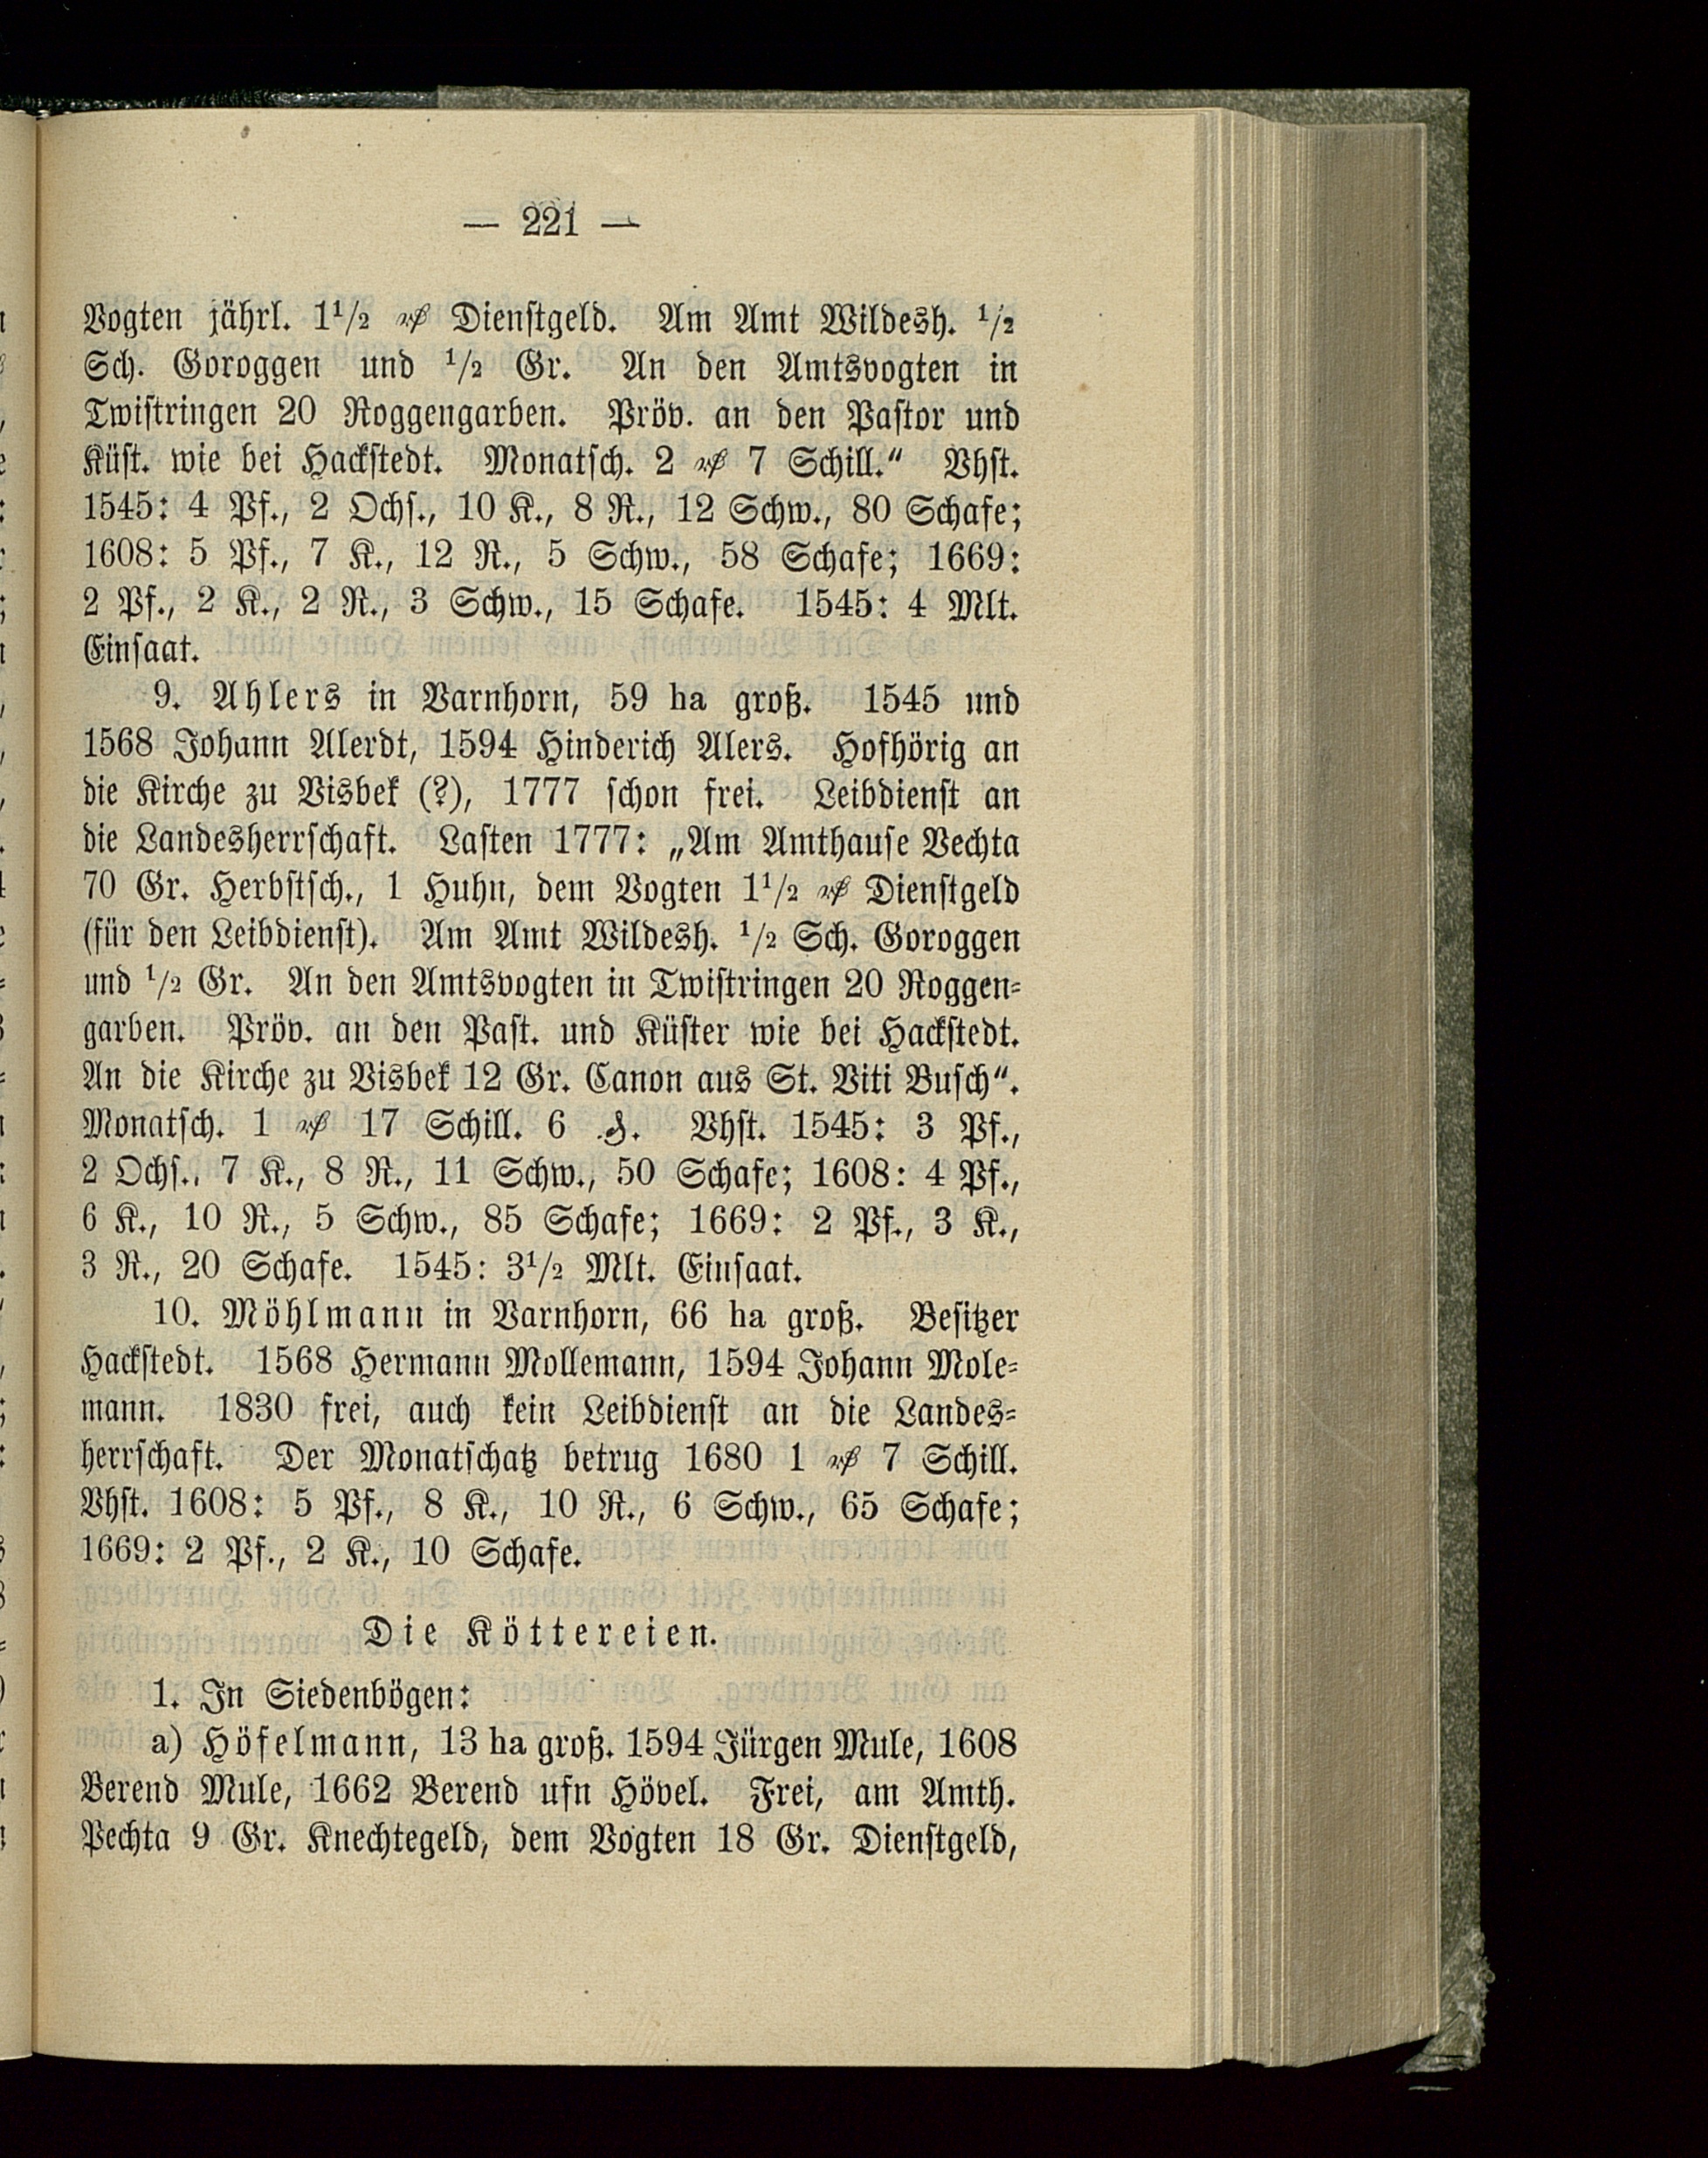 — 221 —
Vogten jährl. 1¹/₂ ₰ Dienſtgeld. Am Amt Wildesh. ¹/₂
Sch. Goroggen und ¹/₂ Gr. An den Amtsvogten in
Twiſtringen 20 Roggengarben. Pröv. an den Paſtor und
Küſt. wie bei Hackſtedt. Monatſch. 2 7 Schill.“ Vhſt.
1545: 4 Pf., 2 Ochſ., 10 K., 8 R., 12 Schw., 80 Schafe;
1608: 5 Pf., 7 K., 12 R., 5 Schw., 58 Schafe; 1669:
2 Pf., 2 K., 2 R., 3 Schw., 15 Schafe. 1545: 4 Mlt.
Einſaat.
9. Ahlers in Varnhorn, 59 ha groß. 1545 und
1568 Johann Alerdt, 1594 Hinderich Alers. Hofhörig an
die Kirche zu Visbek (?), 1777 ſchon frei. Leibdienſt an
die Landesherrſchaft. Laſten 1777: „Am Amthauſe Vechta
70 Gr. Herbſtſch., 1 Huhn, dem Vogten 1¹/₂ Dienſtgeld
(für den Leibdienſt). Am Amt Wildesh. ¹/₂ Sch. Goroggen
und ¹/₂ Gr. An den Amtsvogten in Twiſtringen 20 Roggen-
garben. Pröv. an den Paſt. und Küſter wie bei Hackſtedt.
An die Kirche zu Visbek 12 Gr. Canon aus St. Viti Buſch“.
Monatſch. 1 17 Schill. 6 ₰. Vhſt. 1545: 3 Pf.,
2 Ochſ., 7 K., 8 R., 11 Schw., 50 Schafe; 1608: 4 Pf.,
6 K., 10 R., 5 Schw., 85 Schafe; 1669: 2 Pf., 3 K.,
3 R., 20 Schafe. 1545: 3¹/₂ Mlt. Einſaat.
10. Möhlmann in Varnhorn, 66 ha groß. Beſitzer
Hackſtedt. 1568 Hermann Mollemann, 1594 Johann Mole-
mann. 1830 frei, auch kein Leibdienſt an die Landes-
herrſchaft. Der Monatſchatz betrug 1680 1 7 Schill.
Vhſt. 1608: 5 Pf., 8 K., 10 R., 6 Schw., 65 Schafe;
1669: 2 Pf., 2 K., 10 Schafe.
Die Köttereien.
1. In Siedenbögen:
a) Höfelmann, 13 ha groß. 1594 Jürgen Mule, 1608
Berend Mule, 1662 Berend ufn Hövel. Frei, am Amth.
Pechta 9 Gr. Knechtegeld, dem Vogten 18 Gr. Dienſtgeld,